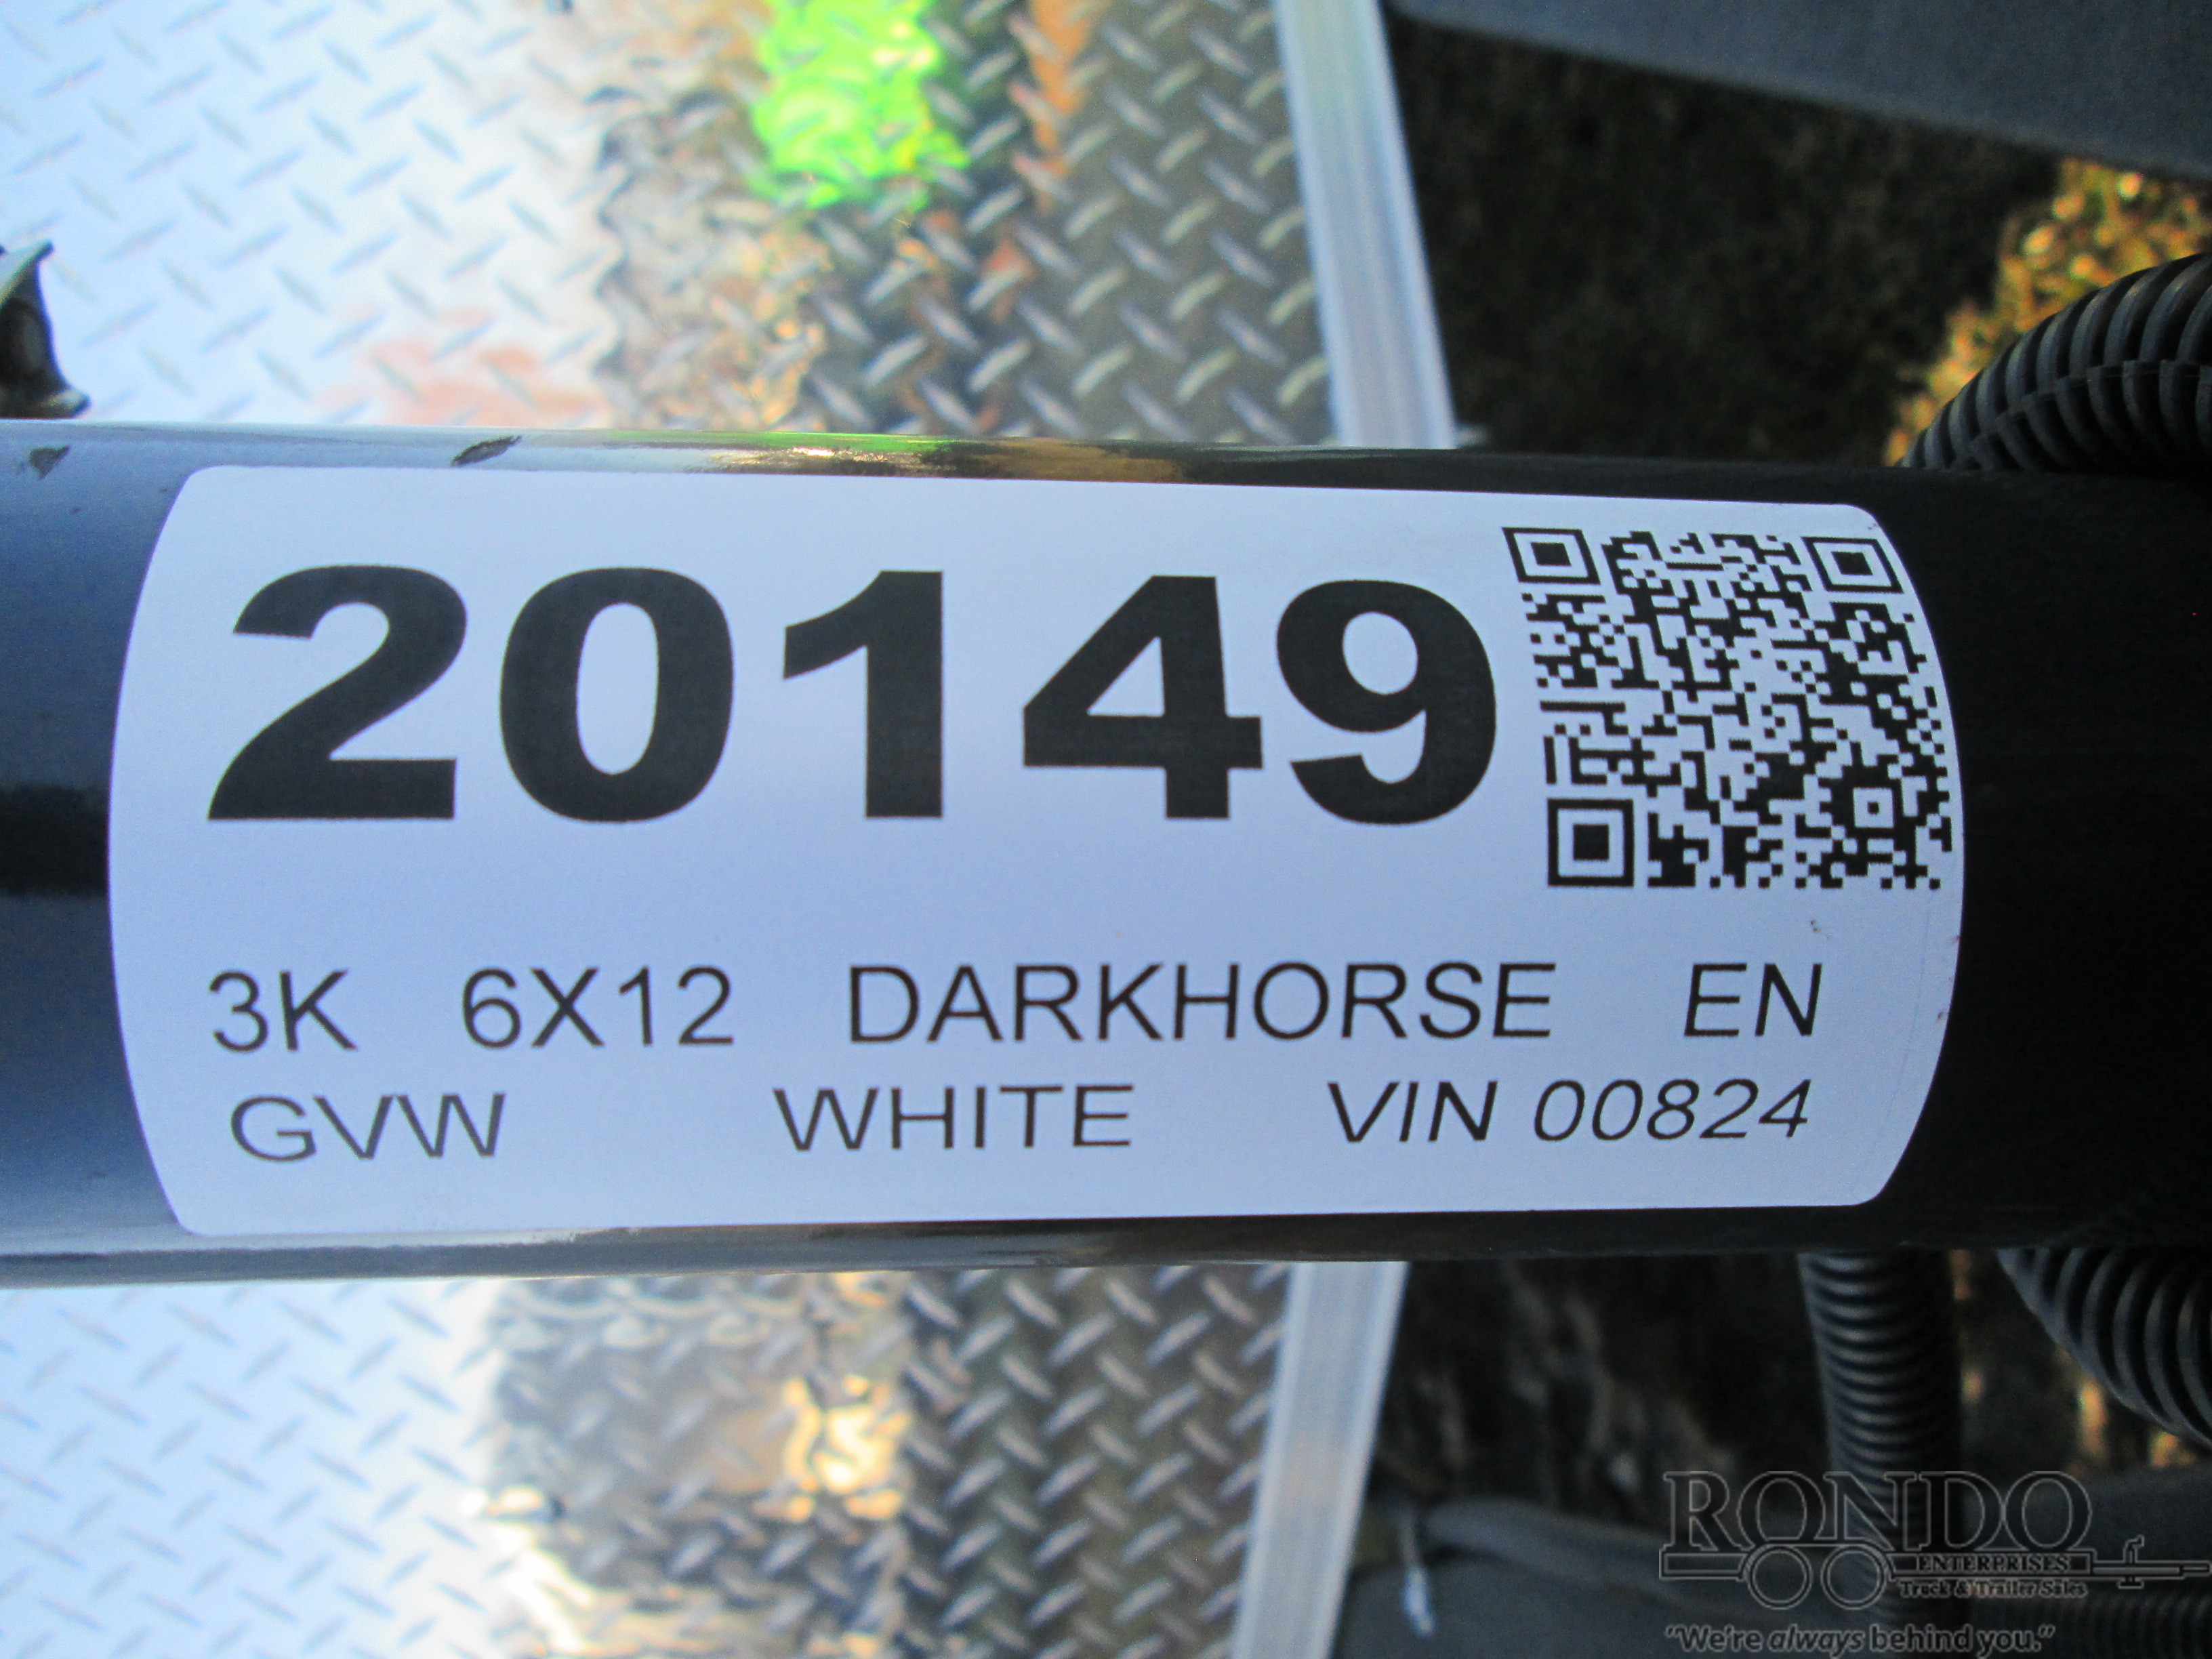 20149
3K 6X12 DARKHORSE EN
GVW WHITE VIN 00824
RONDO
ENTERPRISES
Truck & Trailer Sales
"We're always behind you."